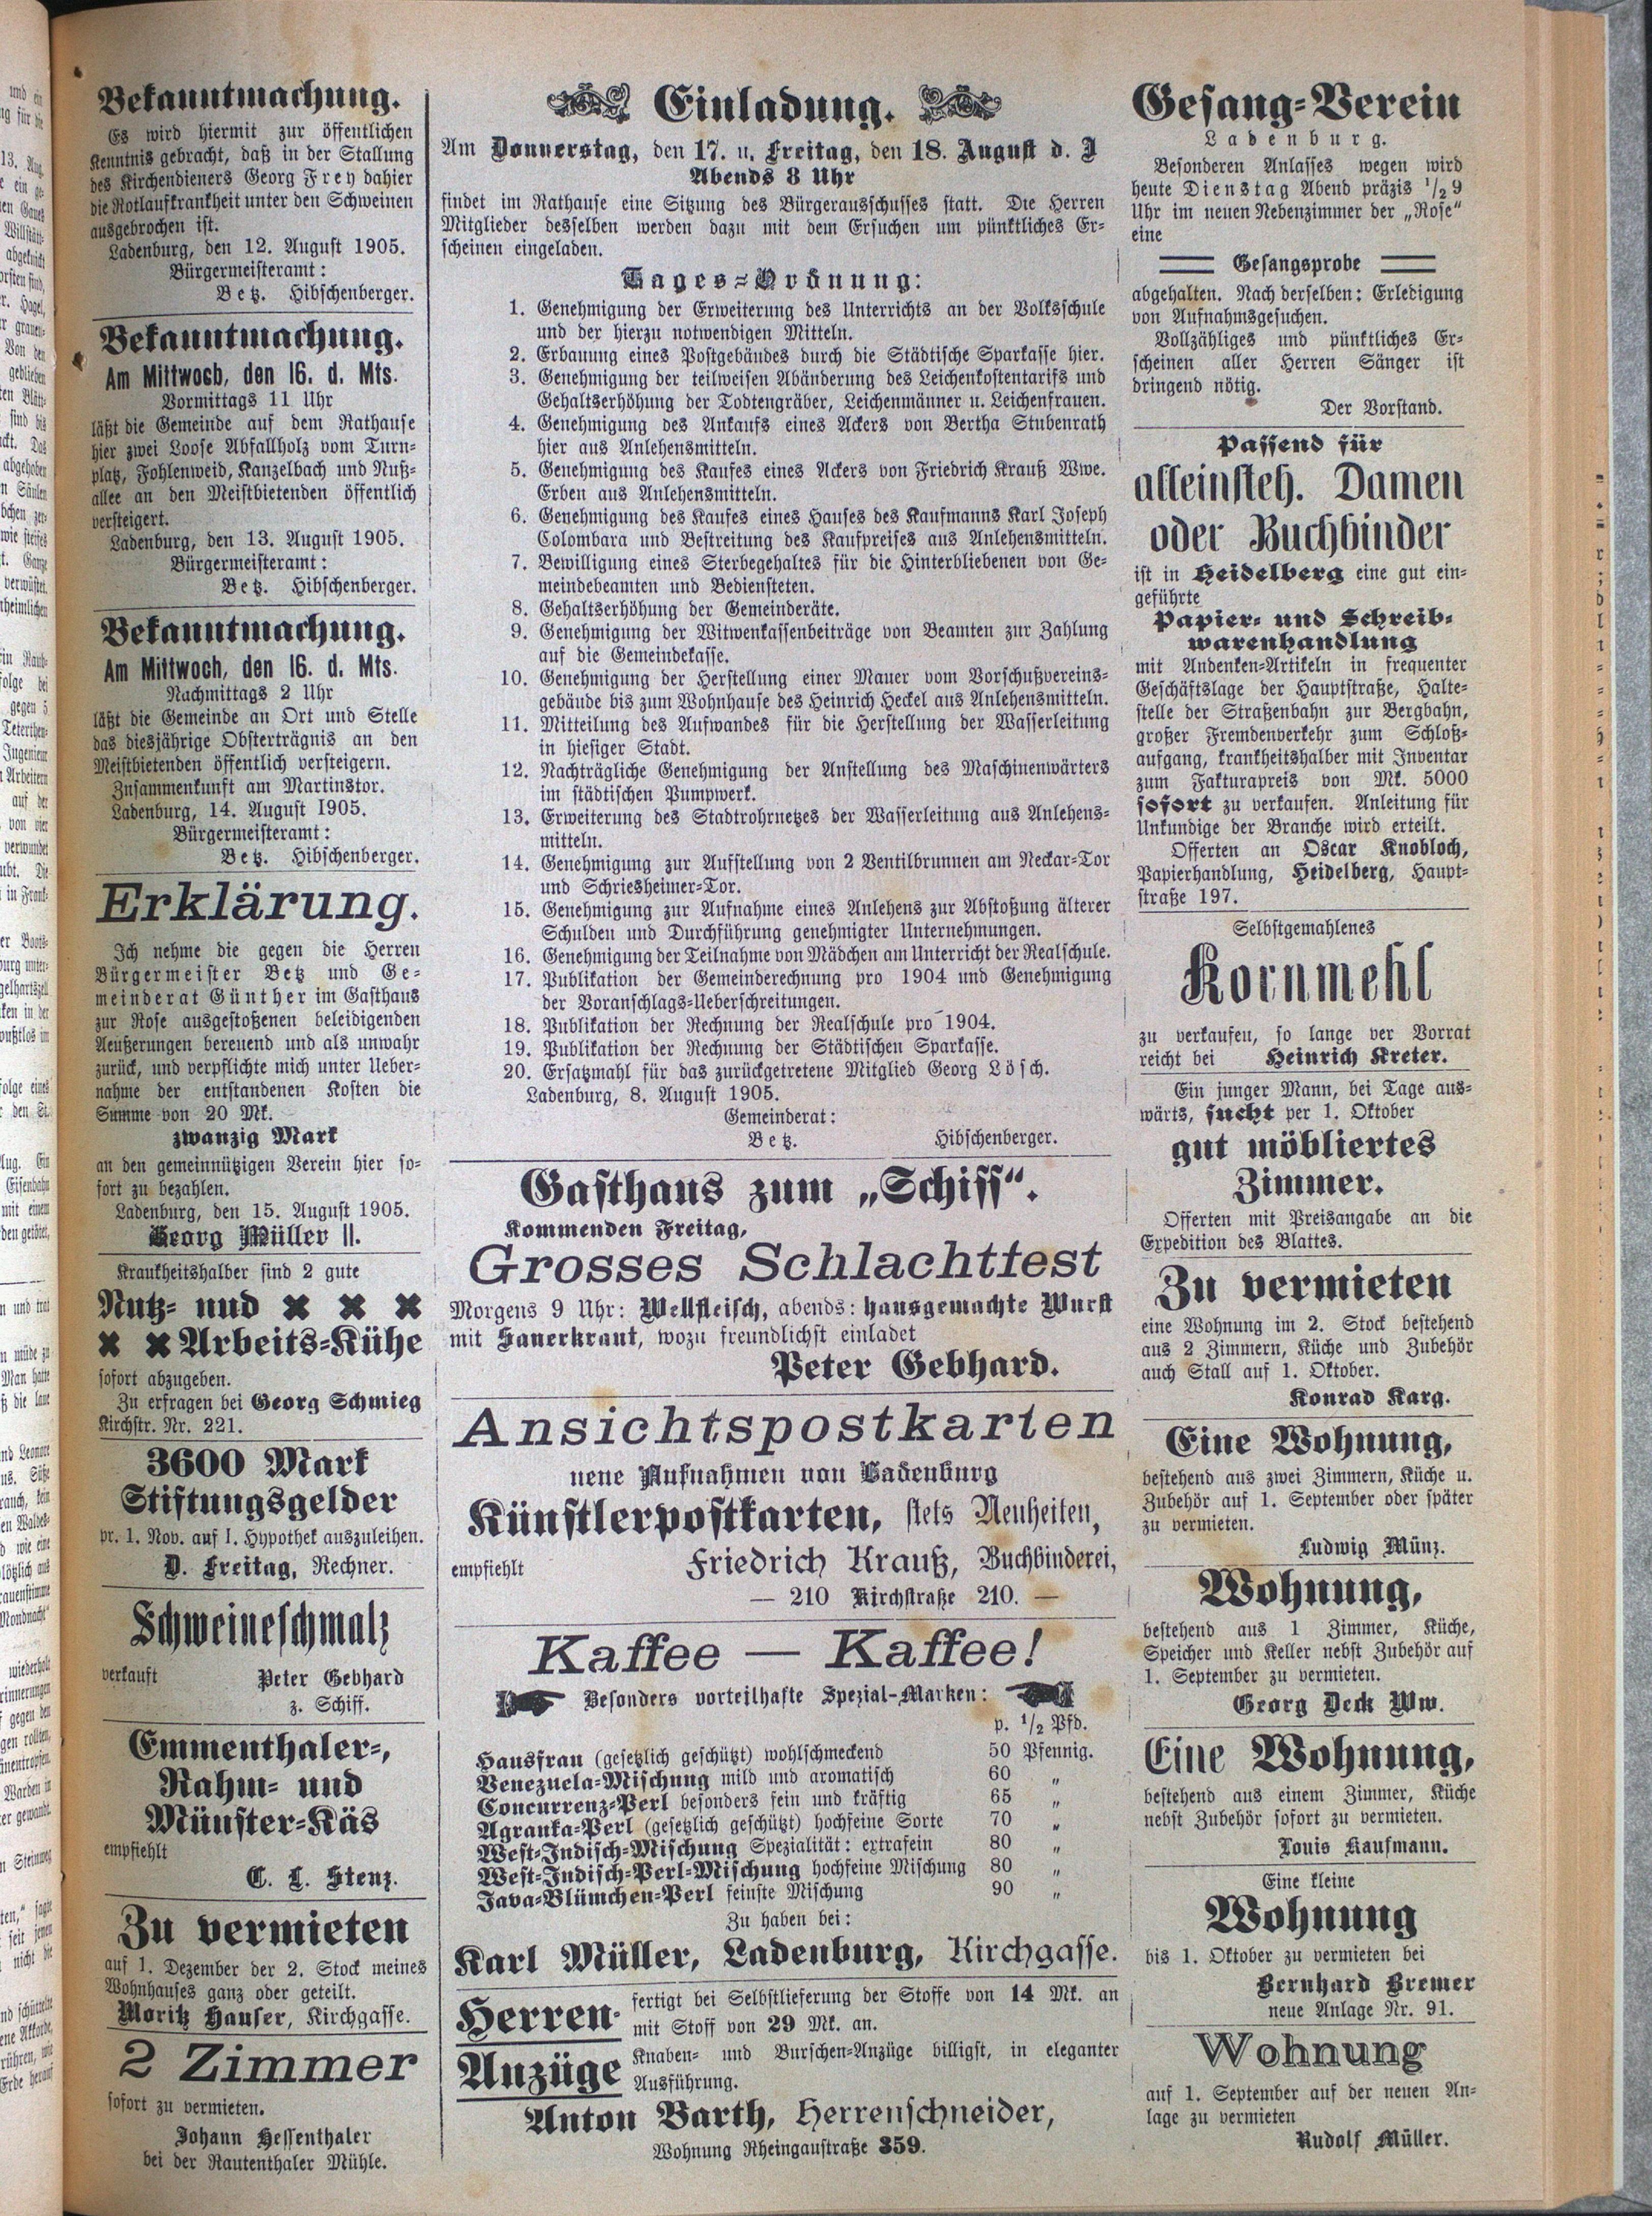 Bekanntmachung.
Es wird hiermit zur öffentlichen
Kenntnis gebracht, daß in der Stallung
des Kirchendieners Georg Frey dahier
die Rotlaufkrankheit unter den Schweinen
ausgebrochen ist.
Ladenburg, den 12. August 1905.
Bürgermeisteramt:
Betz. Hibschenberger.
Bekanntmachung.
Am Mittwoch, den 16. d. Mts.
Vormittags 11 Uhr
läßt die Gemeinde auf dem Rathause
hier zwei Loose Abfallholz vom Turn-
platz, Fohlenweid, Kanzelbach und Nuß-
allee an den Meistbietenden öffentlich
versteigert.
Ladenburg, den 13. August 1905.
Bürgermeisteramt:
Betz. Hibschenberger.
Bekanntmachung.
Am Mittwoch, den 16. d. Mts.
Nachmittags 2 Uhr
läßt die Gemeinde an Ort und Stelle
das diesjährige Obsterträgnis an den
Meistbietenden öffentlich versteigern.
Zusammenkunft am Martinstor.
Ladenburg, 14. August 1905.
Bürgermeisteramt:
Betz. Hibschenberger.
Erklärung.
Ich nehme die gegen die Herren
Bürgermeister Betz und Ge-
meinderat Günther im Gasthaus
zur Rose ausgestoßenen beleidigenden
Aeußerungen bereuend und als unwahr
zurück, und verpflichte mich unter Ueber-
nahme der entstandenen Kosten die
Summe von 20 Mk.
zwanzig Mark
an den gemeinnützigen Verein hier so-
fort zu bezahlen.
Ladenburg, den 15. August 1905.
Georg Müller II.
Krankheitshalber sind 2 gute
Nutz- und ✖ ✖ ✖
✖ ✖ Arbeits-Kühe
sofort abzugeben.
Zu erfragen bei Georg Schmieg
Kirchstr. Nr. 221.
3600 Mark
Stiftungsgelder
pr. 1. Nov. auf I. Hypothek auszuleihen.
D. Freitag, Rechner.
Schweineschmalz
verkauft Peter Gebhard
z. Schiff.
Emmenthaler-,
Rahm- und
Münster-Käs
empfiehlt
C. L. Stenz.
Zu vermieten
auf 1. Dezember der 2. Stock meines
Wohnhauses ganz oder geteilt.
Moritz Hauser, Kirchgasse.
2 Zimmer
sofort zu vermieten.
Johann Hessenthaler
bei der Rautenthaler Mühle.
Einladung.
Am Donnerstag, den 17. u. Freitag, den 18. August d. J
Abends 8 Uhr
findet im Rathause eine Sitzung des Bürgerausschusses statt. Die Herren
Mitglieder desselben werden dazu mit dem Ersuchen um pünktliches Er-
scheinen eingeladen.
Tages-Ordnung:
1. Genehmigung der Erweiterung des Unterrichts an der Volksschule
und der hierzu notwendigen Mitteln.
2. Erbauung eines Postgebäudes durch die Städtische Sparkasse hier.
3. Genehmigung der teilweisen Abänderung des Leichenkostentarifs und
Gehaltserhöhung der Todtengräber, Leichenmänner u. Leichenfrauen.
4. Genehmigung des Ankaufs eines Ackers von Bertha Stubenrath
hier aus Anlehensmitteln.
5. Genehmigung des Kaufes eines Ackers von Friedrich Krauß Wwe.
Erben aus Anlehensmitteln.
6. Genehmigung des Kaufes eines Hauses des Kaufmanns Karl Joseph
Colombara und Bestreitung des Kaufpreises aus Anlehensmitteln.
7. Bewilligung eines Sterbegehaltes für die Hinterbliebenen von Ge-
meindebeamten und Bediensteten.
8. Gehaltserhöhung der Gemeinderäte.
9. Genehmigung der Witwenkassenbeiträge von Beamten zur Zahlung
auf die Gemeindekasse.
10. Genehmigung der Herstellung einer Mauer vom Vorschußvereins-
gebäude bis zum Wohnhause des Heinrich Heckel aus Anlehensmitteln.
11. Mitteilung des Aufwandes für die Herstellung der Wasserleitung
in hiesiger Stadt.
12. Nachträgliche Genehmigung der Anstellung des Maschinenwärters
im städtischen Pumpwerk.
13. Erweiterung des Stadtrohrnetzes der Wasserleitung aus Anlehens-
mitteln.
14. Genehmigung zur Aufstellung von 2 Ventilbrunnen am Neckar-Tor
und Schriesheimer-Tor.
15. Genehmigung zur Aufnahme eines Anlehens zur Abstoßung älterer
Schulden und Durchführung genehmigter Unternehmungen.
16. Genehmigung der Teilnahme von Mädchen am Unterricht der Realschule.
17. Publikation der Gemeinderechnung pro 1904 und Genehmigung
der Voranschlags-Ueberschreitungen.
18. Publikation der Rechnung der Realschule pro 1904.
19. Publikation der Rechnung der Städtischen Sparkasse.
20. Ersatzmahl für das zurückgetretene Mitglied Georg Lösch.
Ladenburg, 8. August 1905.
Gemeinderat:
Betz. Hibschenberger.
Gasthaus zum „Schiff“.
Kommenden Freitag,
Grosses Schlachtfest
Morgens 9 Uhr: Wellfleisch, abends: hausgemachte Wurst
mit Sauerkraut, wozu freundlichst einladet
Peter Gebhard.
Ansichtspostkarten
neue Aufnahmen von Ladenburg
Künstlerpostkarten, stets Neuheiten,
empfiehlt Friedrich Krauß, Buchbinderei,
— 210 Kirchstraße 210. —
Kaffee — Kaffee!
Besonders vorteilhafte Spezial-Marken:
p. 1/2 Pfd.
Hausfrau (gesetzlich geschützt) wohlschmeckend 50 Pfennig.
Venezuela-Mischung mild und aromatisch 60 „
Concurrenz-Perl besonders fein und kräftig 65 „
Agranka-Perl (gesetzlich geschützt) hochfeine Sorte 70 „
West-Indisch-Mischung Spezialität: extrafein 80 „
West-Indisch-Perl-Mischung hochfeine Mischung 80 „
Java-Blümchen-Perl feinste Mischung 90 „
Zu haben bei:
Karl Müller, Ladenburg, Kirchgasse.
Herren-
Anzüge
fertigt bei Selbstlieferung der Stoffe von 14 Mk. an
mit Stoff von 29 Mk. an.
Knaben- und Burschen-Anzüge billigst, in eleganter
Ausführung.
Anton Barth, Herrenschneider,
Wohnung Rheingaustraße 359.
Gesang-Verein
Ladenburg.
Besonderen Anlasses wegen wird
heute Dienstag Abend präzis 1/2 9
Uhr im neuen Nebenzimmer der „Rose“
eine
Gesangsprobe
abgehalten. Nach derselben: Erledigung
von Aufnahmsgesuchen.
Vollzähliges und pünktliches Er-
scheinen aller Herren Sänger ist
dringend nötig.
Der Vorstand.
Passend für
alleinsteh. Damen
oder Buchbinder
ist in Heidelberg eine gut ein-
geführte
Papier- und Schreib-
warenhandlung
mit Andenken-Artikeln in frequenter
Geschäftslage der Hauptstraße, Halte-
stelle der Straßenbahn zur Bergbahn,
großer Fremdenverkehr zum Schloß-
aufgang, krankheitshalber mit Inventar
zum Fakturapreis von Mk. 5000
sofort zu verkaufen. Anleitung für
Unkundige der Branche wird erteilt.
Offerten an Oscar Knobloch,
Papierhandlung, Heidelberg, Haupt-
straße 197.
Selbstgemahlenes
Kornmehl
zu verkaufen, so lange der Vorrat
reicht bei Heinrich Kreter.
Ein junger Mann, bei Tage aus-
wärts, sucht per 1. Oktober
gut möbliertes
Zimmer.
Offerten mit Preisangabe an die
Expedition des Blattes.
Zu vermieten
eine Wohnung im 2. Stock bestehend
aus 2 Zimmern, Küche und Zubehör
auch Stall auf 1. Oktober.
Konrad Karg.
Eine Wohnung,
bestehend aus zwei Zimmern, Küche u.
Zubehör auf 1. September oder später
zu vermieten.
Ludwig Münz.
Wohnung,
bestehend aus 1 Zimmer, Küche,
Speicher und Keller nebst Zubehör auf
1. September zu vermieten.
Georg Deck Ww.
Eine Wohnung,
bestehend aus einem Zimmer, Küche
nebst Zubehör sofort zu vermieten.
Louis Kaufmann.
Eine kleine
Wohnung
bis 1. Oktober zu vermieten bei
Bernhard Bremer
neue Anlage Nr. 91.
Wohnung
auf 1. September auf der neuen An-
lage zu vermieten
Rudolf Müller.